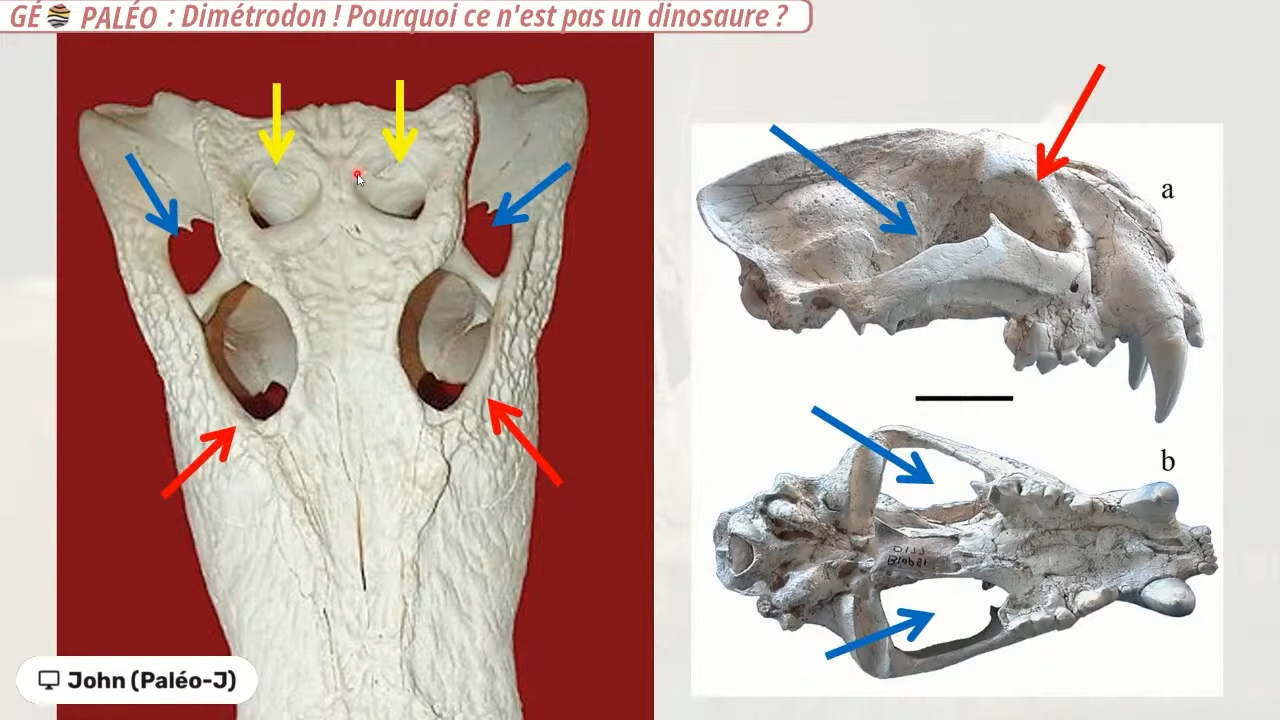 GÉ PALÉO : Dimétrodon ! Pourquoi ce n'est pas un dinosaure ?
a
b
John (Paléo-J)